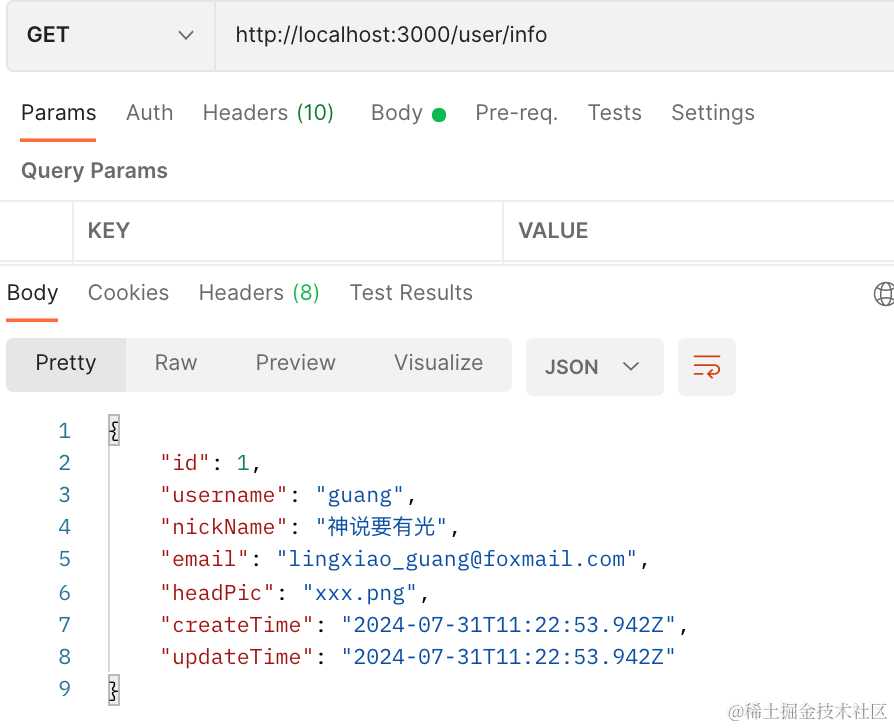 GET http://localhost:3000/user/info
Params Auth Headers (10) Body Pre-req. Tests Settings
Query Params
KEY VALUE
Body Cookies Headers (8) Test Results
Pretty Raw Preview Visualize JSON
1 {
2 "id": 1,
3 "username": "guang",
4 "nickName": "神说要有光",
5 "email": "lingxiao_guang@foxmail.com",
6 "headPic": "xxx.png",
7 "createTime": "2024-07-31T11:22:53.942Z",
8 "updateTime": "2024-07-31T11:22:53.942Z"
9 }
@稀土掘金技术社区